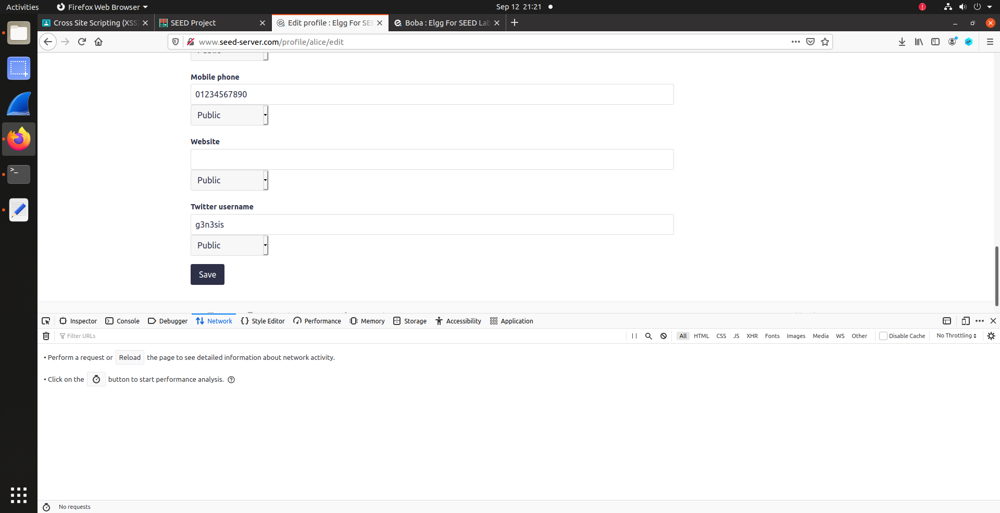 Activities
Firefox Web Browser
Sep 12 21:21
Cross Site Scripting (XSS)
SEED Project
Edit profile : Elgg For SEE
Boba : Elgg For SEED Lab
www.seed-server.com/profile/alice/edit
Mobile phone
01234567890
Public
Website
Public
Twitter username
g3n3sis
Public
Save
Inspector
Console
Debugger
Network
Style Editor
Performance
Memory
Storage
Accessibility
Application
Filter URLs
All
HTML
CSS
JS
XHR
Fonts
Images
Media
WS
Other
Disable Cache
No Throttling
• Perform a request or Reload the page to see detailed information about network activity.
• Click on the button to start performance analysis.
No requests